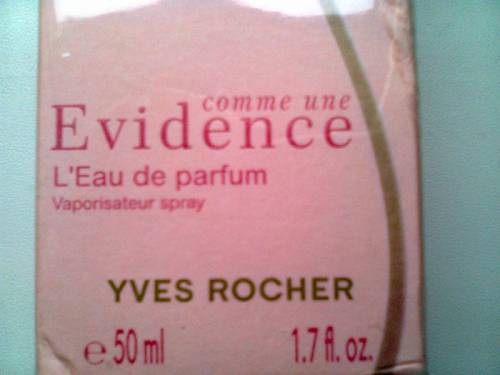 comme une
Evidence
L'Eau de parfum
Vaporisateur spray
YVES ROCHER
e 50 ml 1.7 fl. oz.